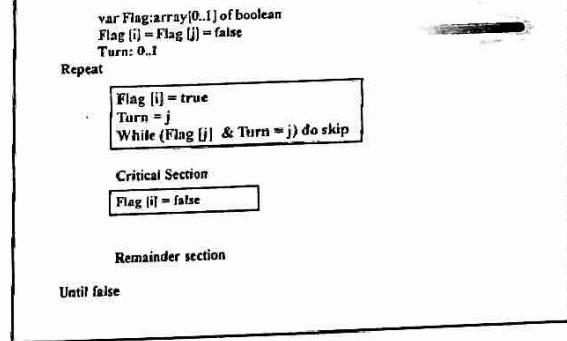 var Flag:array[0..1] of boolean
Flag [i] = Flag [j] = false
Turn: 0..1
Repeat
Flag [i] = true
Turn = j
While (Flag [j] & Turn = j) do skip
Critical Section
Flag [i] = false
Remainder section
Until false